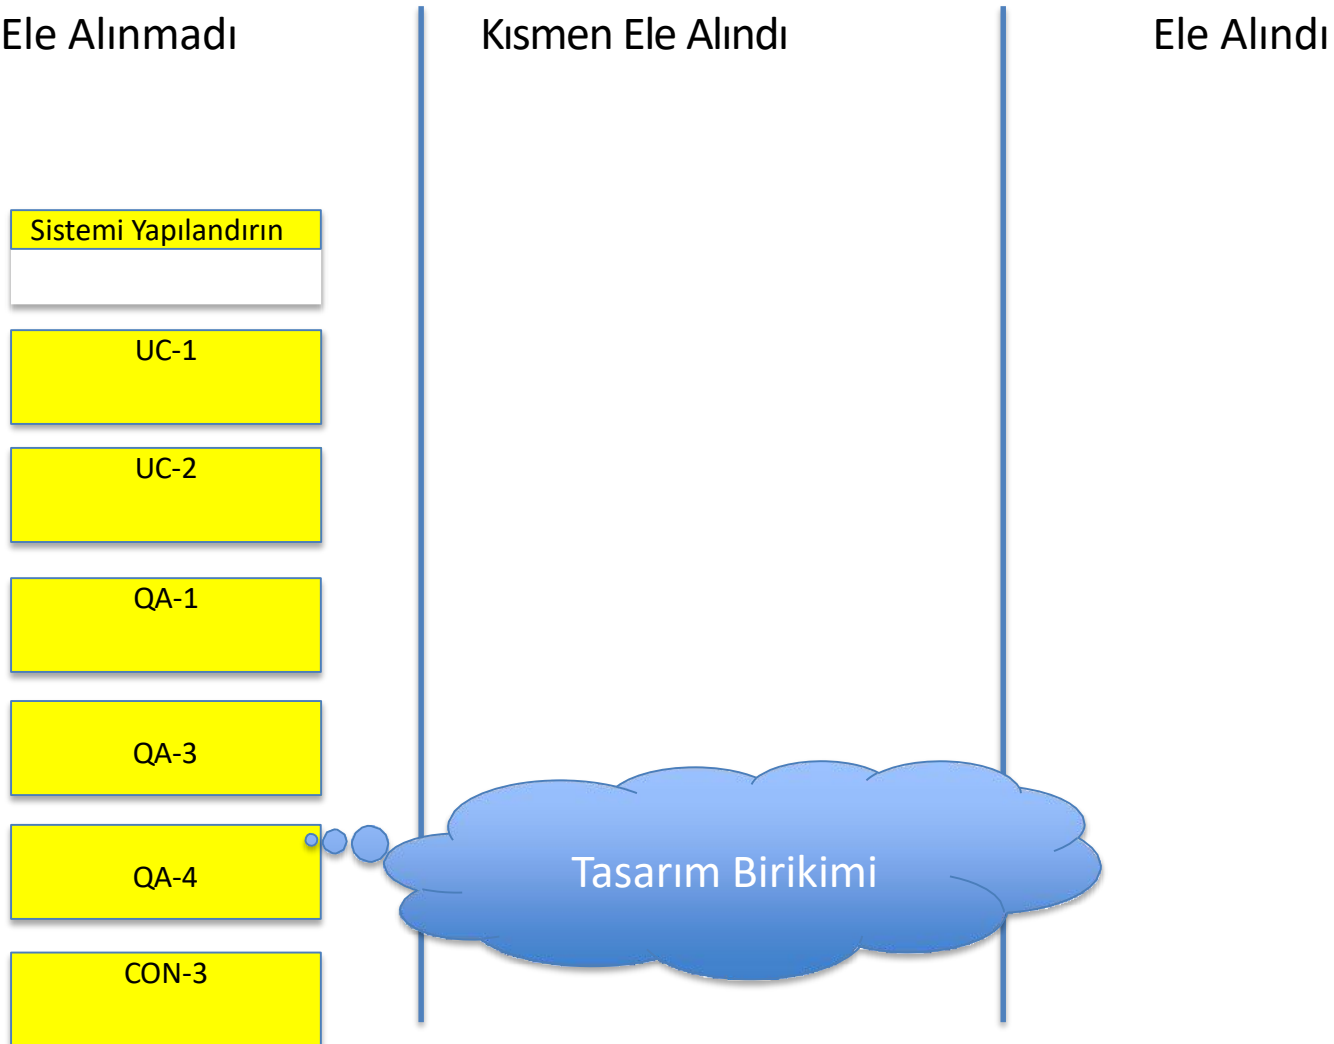 Ele Alınmadı
Kısmen Ele Alındı
Ele Alındı
Sistemi Yapılandırın
UC-1
UC-2
QA-1
QA-3
QA-4
Tasarım Birikimi
CON-3